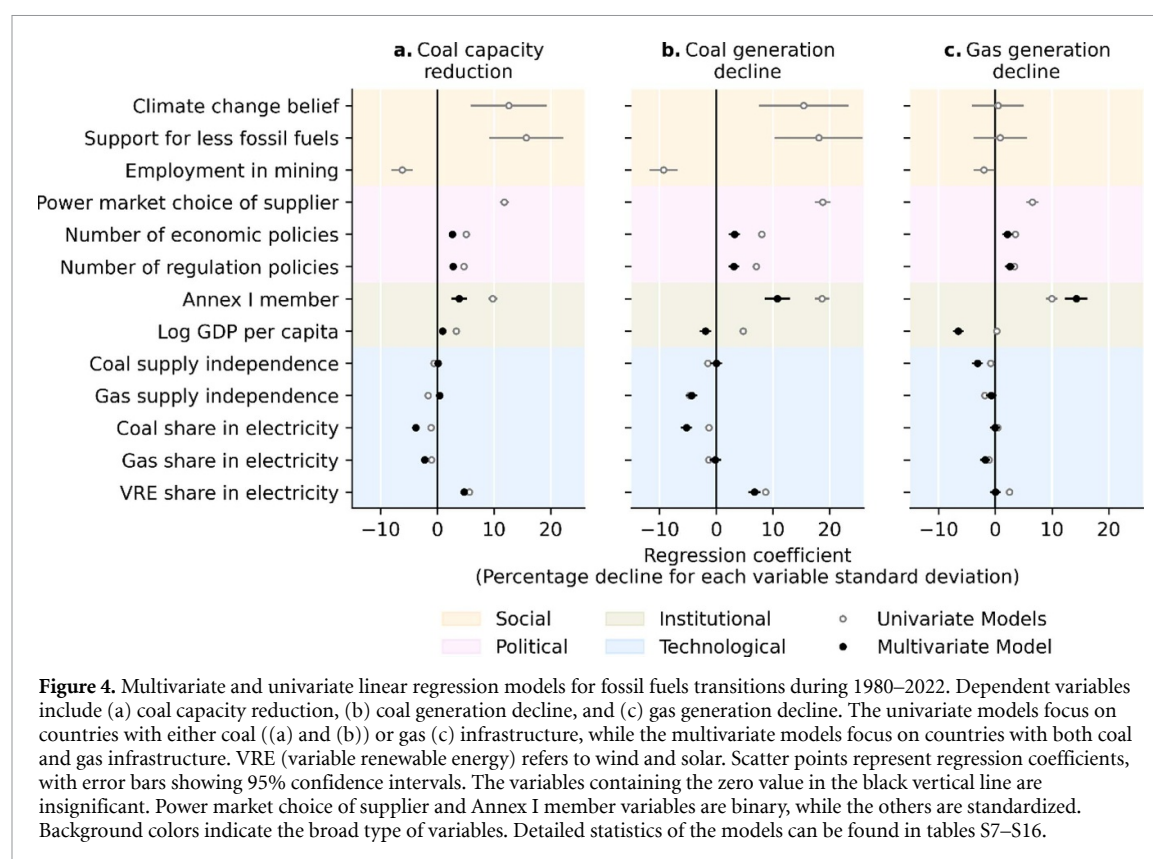 a. Coal capacity
reduction
b. Coal generation
decline
c. Gas generation
decline
Climate change belief
Support for less fossil fuels
Employment in mining
Power market choice of supplier
Number of economic policies
Number of regulation policies
Annex I member
Log GDP per capita
Coal supply independence
Gas supply independence
Coal share in electricity
Gas share in electricity
VRE share in electricity
−10 0 10 20
−10 0 10 20
−10 0 10 20
Regression coefficient
(Percentage decline for each variable standard deviation)
Social
Political
Institutional
Technological
Univariate Models
Multivariate Model
Figure 4. Multivariate and univariate linear regression models for fossil fuels transitions during 1980–2022. Dependent variables
include (a) coal capacity reduction, (b) coal generation decline, and (c) gas generation decline. The univariate models focus on
countries with either coal ((a) and (b)) or gas (c) infrastructure, while the multivariate models focus on countries with both coal
and gas infrastructure. VRE (variable renewable energy) refers to wind and solar. Scatter points represent regression coefficients,
with error bars showing 95% confidence intervals. The variables containing the zero value in the black vertical line are
insignificant. Power market choice of supplier and Annex I member variables are binary, while the others are standardized.
Background colors indicate the broad type of variables. Detailed statistics of the models can be found in tables S7–S16.